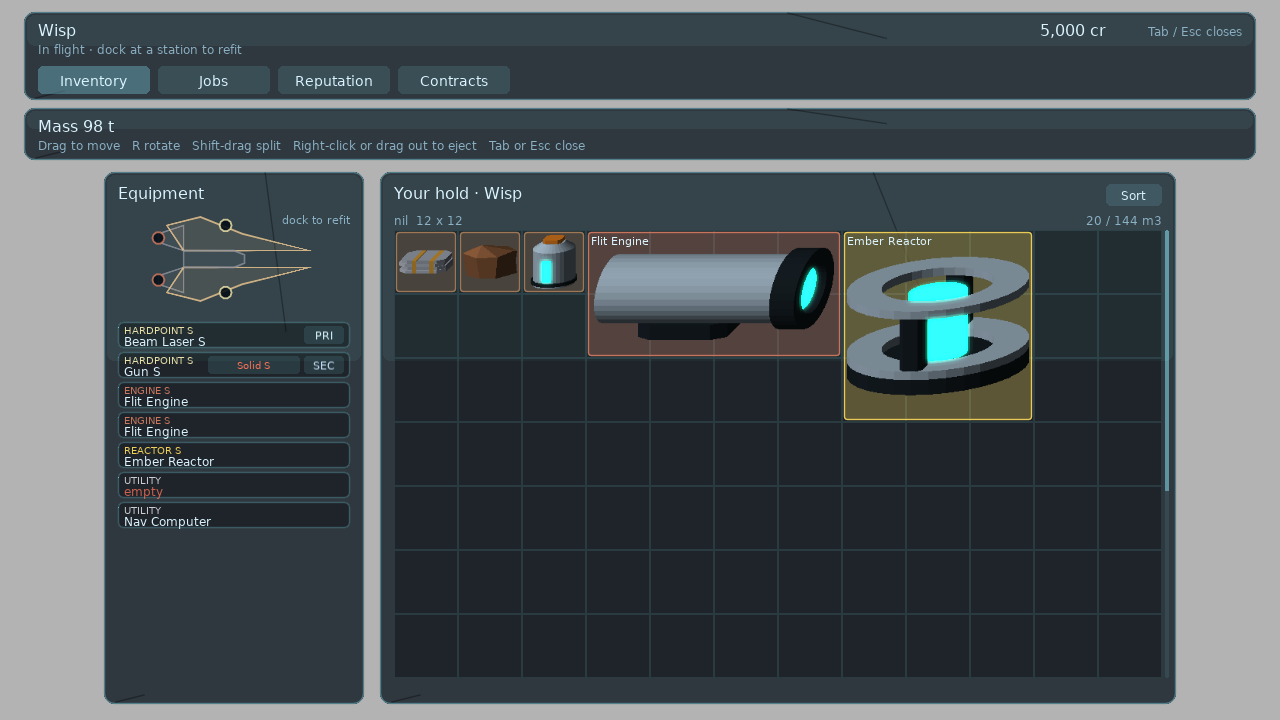 Wisp
5,000 cr
Tab / Esc closes
In flight · dock at a station to refit
Inventory
Jobs
Reputation
Contracts
Mass 98 t
Drag to move R rotate Shift-drag split Right-click or drag out to eject Tab or Esc close
Equipment
dock to refit
HARDPOINT S
Beam Laser S
PRI
HARDPOINT S
Gun S
Solid S
SEC
ENGINE S
Flit Engine
ENGINE S
Flit Engine
REACTOR S
Ember Reactor
UTILITY
empty
UTILITY
Nav Computer
Your hold · Wisp
Sort
nil 12 x 12
20 / 144 m3
Flit Engine
Ember Reactor